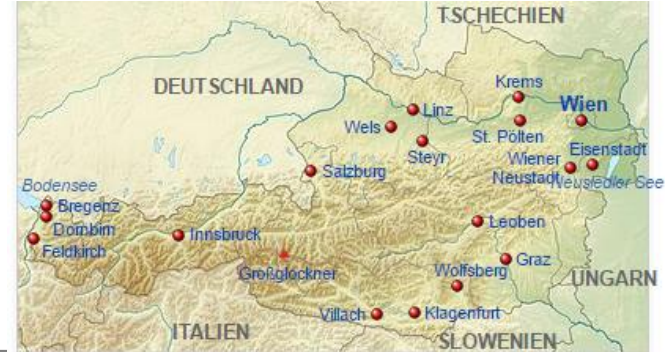 TSCHECHIEN
DEUTSCHLAND
Krems
Wien
Linz
Wels
St. Pölten
Steyr
Eisenstadt
Wiener
Neustadt
Neusiedler See
Salzburg
Bodensee
Bregenz
Dornbirn
Feldkirch
Innsbruck
Leoben
Graz
Großglockner
Wolfsberg
UNGARN
Villach
Klagenfurt
ITALIEN
SLOWENIEN